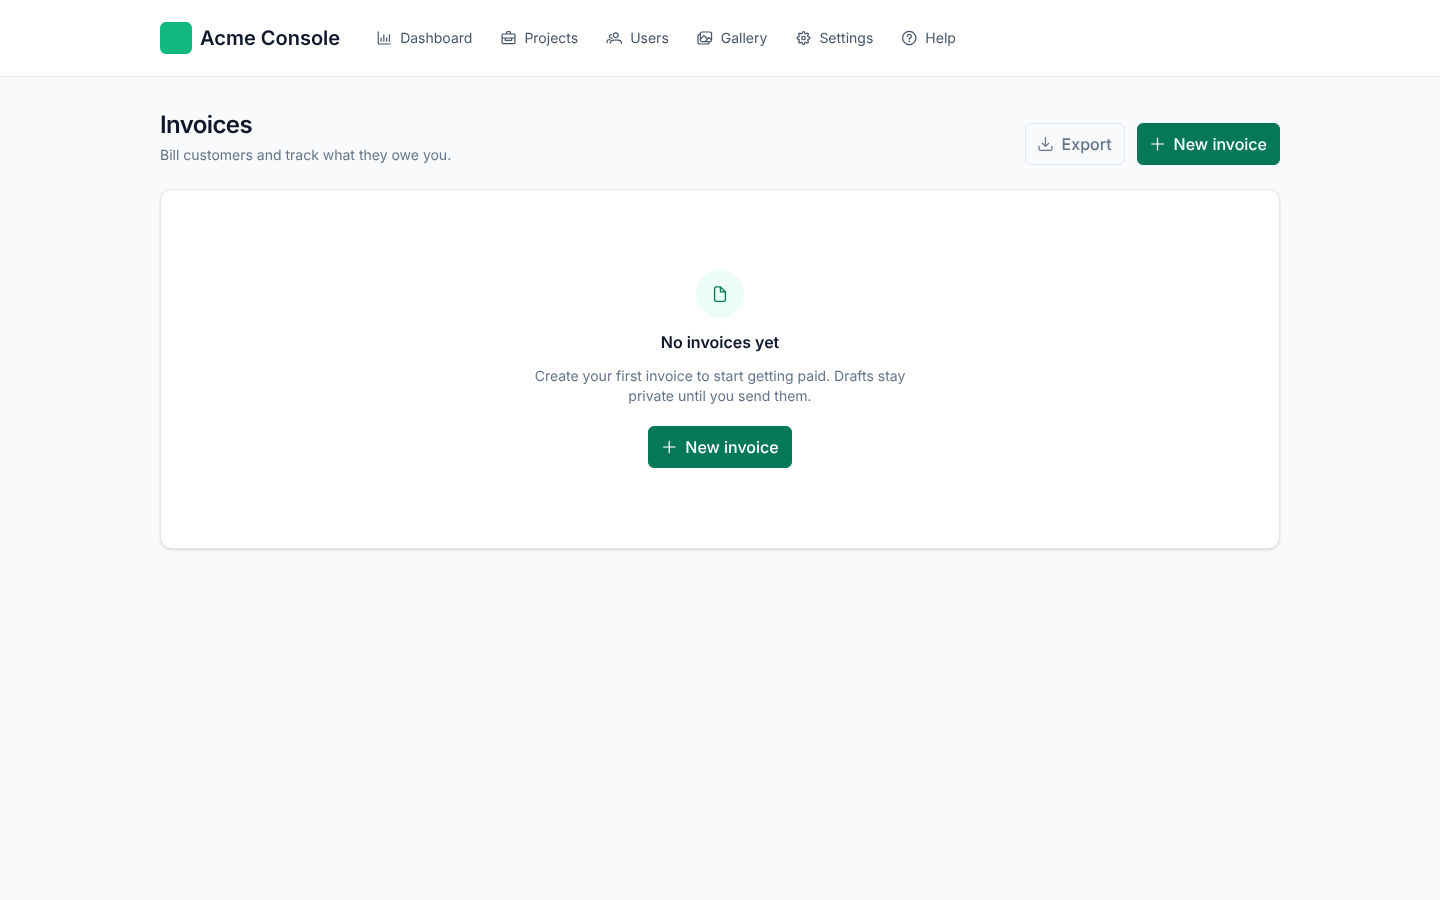 Acme Console
Dashboard
Projects
Users
Gallery
Settings
Help
Invoices
Bill customers and track what they owe you.
Export
New invoice
No invoices yet
Create your first invoice to start getting paid. Drafts stay
private until you send them.
New invoice